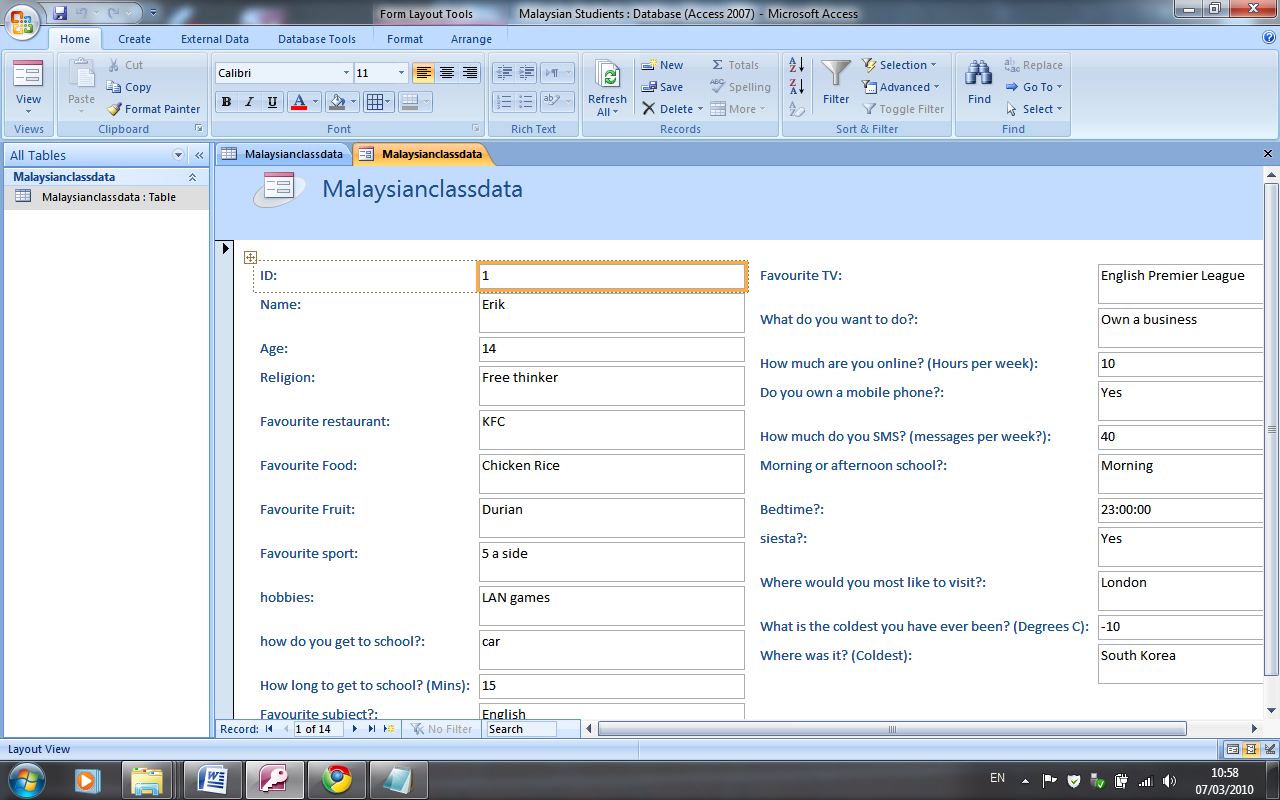 Form Layout Tools
Malaysian Studients : Database (Access 2007) - Microsoft Access
Home Create External Data Database Tools Format Arrange
View
Views
Paste
Cut
Copy
Format Painter
Clipboard
Calibri 11
B I U A
Font
ab
Rich Text
Refresh
All
New
Save
Delete
Totals
Spelling
More
Records
Filter
Selection
Advanced
Toggle Filter
Sort & Filter
Find
Replace
Go To
Select
Find
All Tables
Malaysianclassdata
Malaysianclassdata : Table
Malaysianclassdata Malaysianclassdata
Malaysianclassdata
ID: 1
Name: Erik
Age: 14
Religion: Free thinker
Favourite restaurant: KFC
Favourite Food: Chicken Rice
Favourite Fruit: Durian
Favourite sport: 5 a side
hobbies: LAN games
how do you get to school?: car
How long to get to school? (Mins): 15
Favourite subject?: English
Favourite TV: English Premier League
What do you want to do?: Own a business
How much are you online? (Hours per week): 10
Do you own a mobile phone?: Yes
How much do you SMS? (messages per week?): 40
Morning or afternoon school?: Morning
Bedtime?: 23:00:00
siesta?: Yes
Where would you most like to visit?: London
What is the coldest you have ever been? (Degrees C): -10
Where was it? (Coldest): South Korea
Record: 1 of 14 No Filter Search
Layout View
EN
10:58
07/03/2010